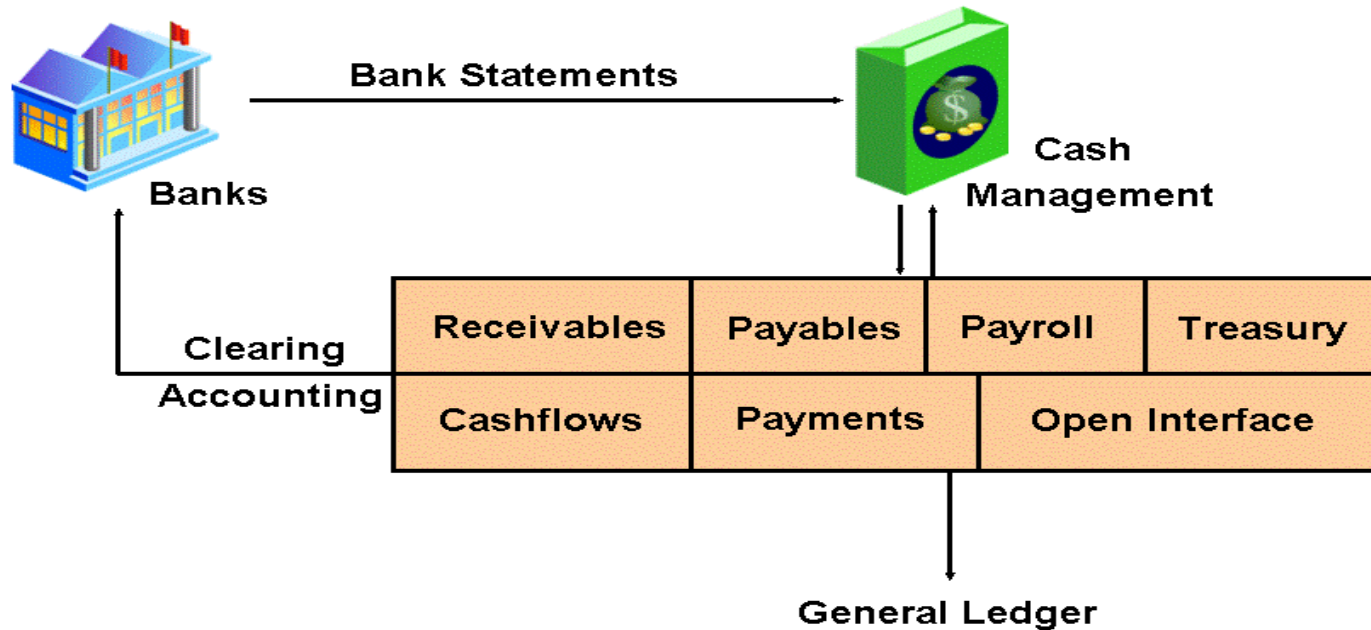 Bank Statements
Banks
Cash
Management
Receivables
Payables
Payroll
Treasury
Clearing
Accounting
Cashflows
Payments
Open Interface
General Ledger
$